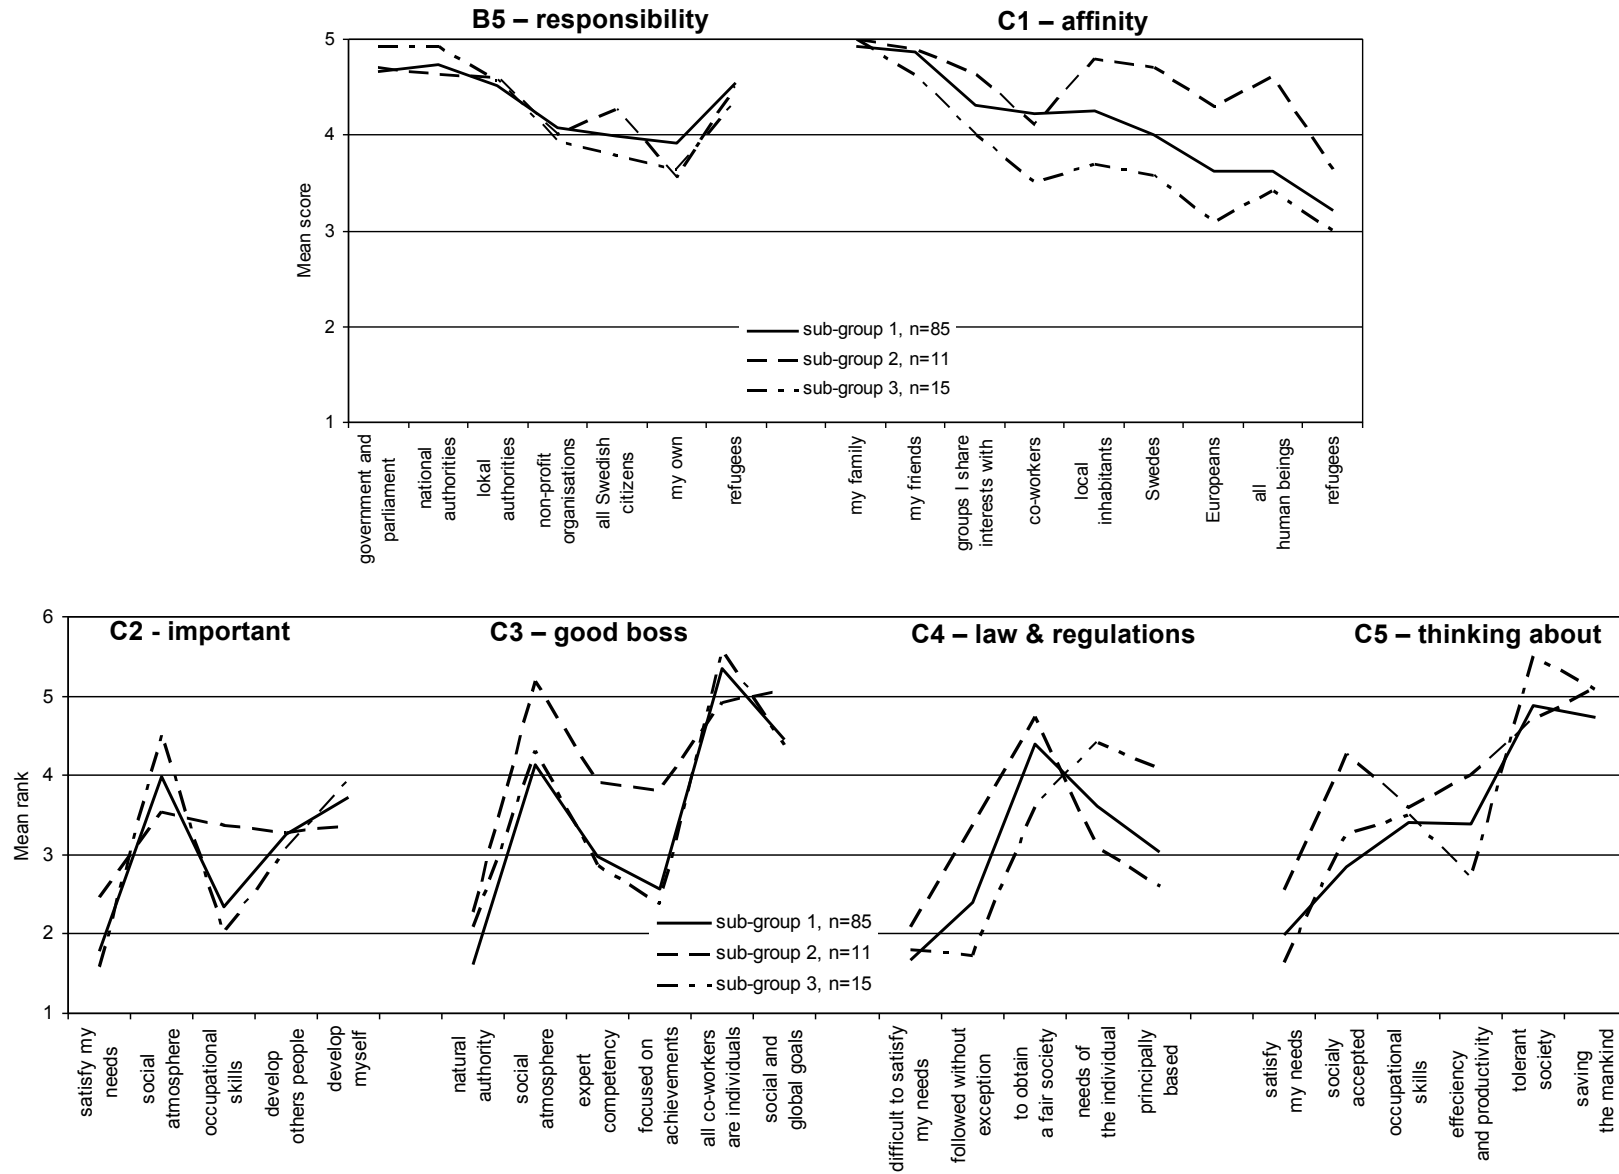 B5 – responsibility
C1 – affinity
Mean score
5
4
3
2
1
sub-group 1, n=85
sub-group 2, n=11
sub-group 3, n=15
government and
parliament
national
authorities
lokal
authorities
non-profit
organisations
all Swedish
citizens
my own
refugees
my family
my friends
groups I share
interests with
co-workers
local
inhabitants
Swedes
Europeans
all
human beings
refugees
C2 - important
C3 – good boss
C4 – law & regulations
C5 – thinking about
Mean rank
6
5
4
3
2
1
sub-group 1, n=85
sub-group 2, n=11
sub-group 3, n=15
satisfy my
needs
social
atmosphere
occupational
skills
develop
others people
develop
myself
natural
authority
social
atmosphere
expert
competency
focused on
achievements
all co-workers
are individuals
social and
global goals
difficult to satisfy
my needs
followed without
exception
to obtain
a fair society
needs of
the individual
principally
based
satisfy
my needs
socialy
accepted
occupational
skills
effeciency
and productivity
tolerant
society
saving
the mankind